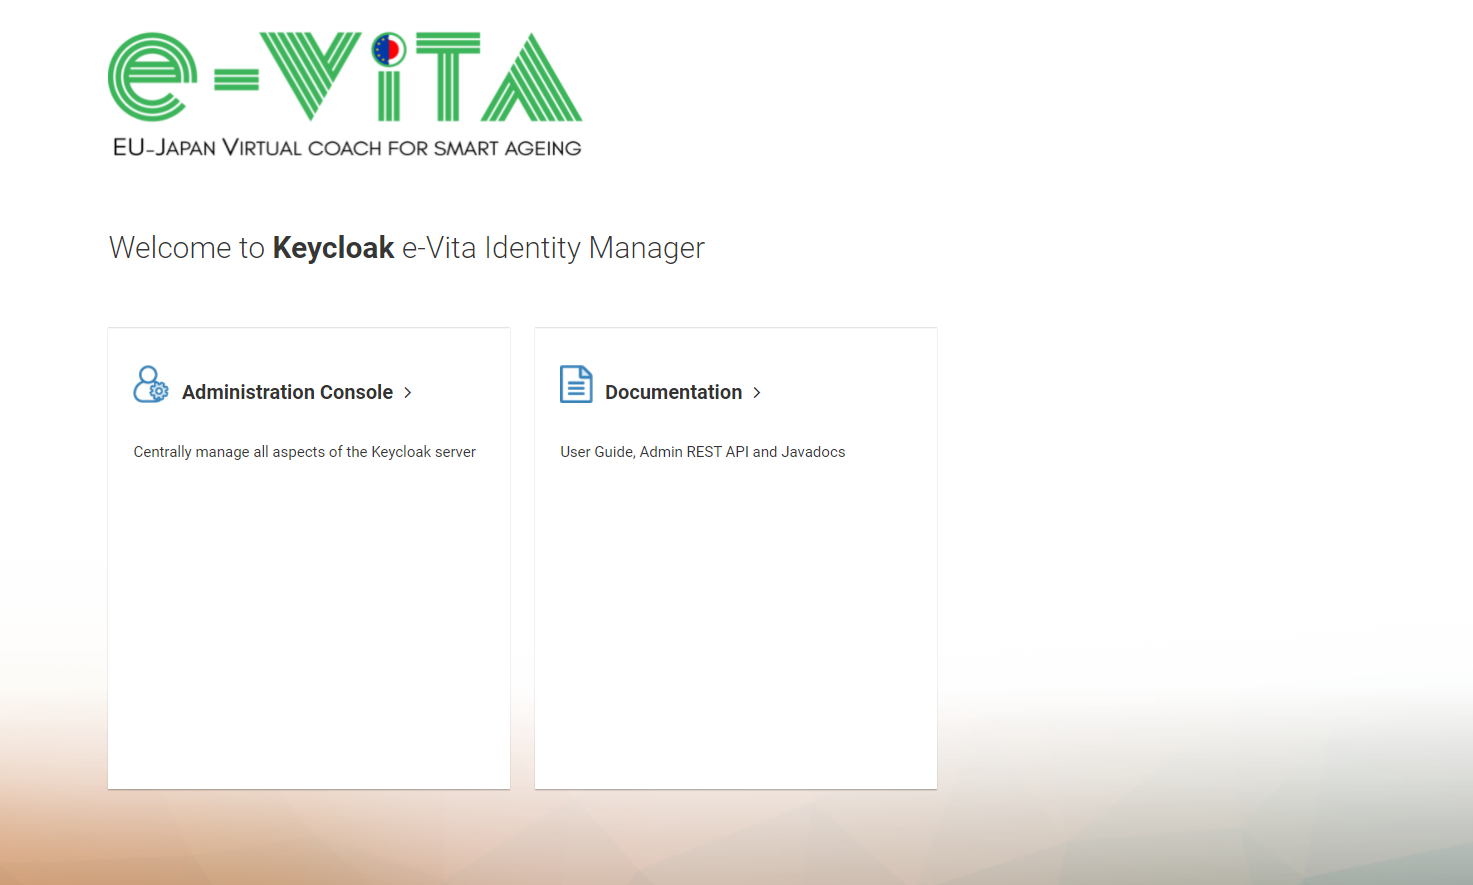 e-ViTA
EU-JAPAN VIRTUAL COACH FOR SMART AGEING
Welcome to Keycloak e-Vita Identity Manager
Administration Console >
Centrally manage all aspects of the Keycloak server
Documentation >
User Guide, Admin REST API and Javadocs